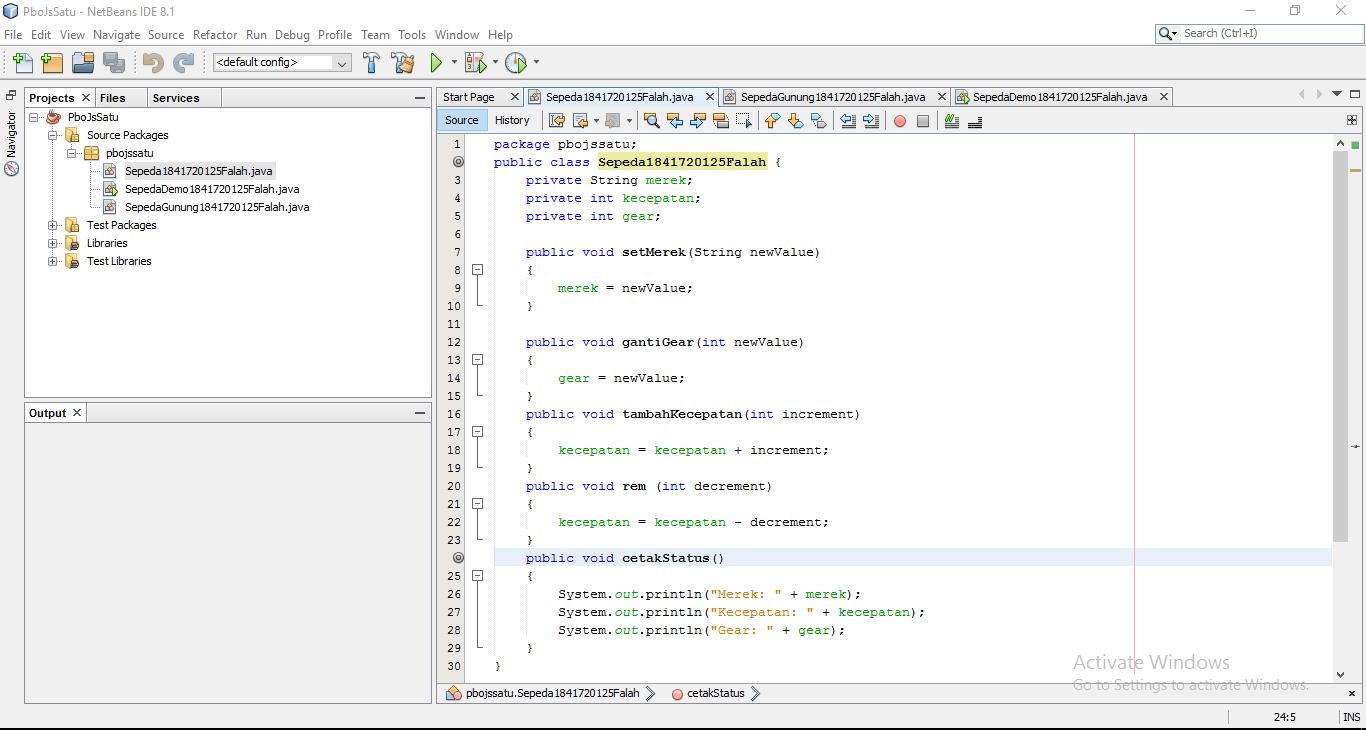 PbojsSatu - NetBeans IDE 8.1
File Edit View Navigate Source Refactor Run Debug Profile Team Tools Window Help
Search (Ctrl+I)
<default config>
Projects Files Services
Navigator
PboJsSatu
Source Packages
pbojssatu
Sepeda1841720125Falah.java
SepedaDemo1841720125Falah.java
SepedaGunung1841720125Falah.java
Test Packages
Libraries
Test Libraries
Output
Start Page Sepeda1841720125Falah.java SepedaGunung1841720125Falah.java SepedaDemo1841720125Falah.java
Source History
1 package pbojssatu;
public class Sepeda1841720125Falah {
3 private String merek;
4 private int kecepatan;
5 private int gear;
6
7 public void setMerek(String newValue)
8 {
9 merek = newValue;
10 }
11
12 public void gantiGear(int newValue)
13 {
14 gear = newValue;
15 }
16 public void tambahKecepatan(int increment)
17 {
18 kecepatan = kecepatan + increment;
19 }
20 public void rem (int decrement)
21 {
22 kecepatan = kecepatan - decrement;
23 }
public void cetakStatus()
25 {
26 System.out.println("Merek: " + merek);
27 System.out.println("Kecepatan: " + kecepatan);
28 System.out.println("Gear: " + gear);
29 }
30 }
Activate Windows
Go to Settings to activate Windows.
pbojssatu.Sepeda1841720125Falah cetakStatus
24:5 INS